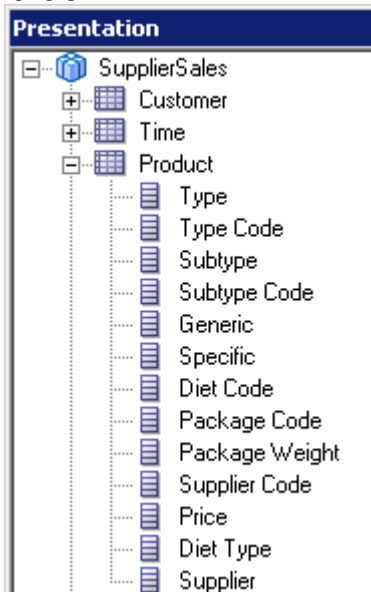 Presentation
SupplierSales
Customer
Time
Product
Type
Type Code
Subtype
Subtype Code
Generic
Specific
Diet Code
Package Code
Package Weight
Supplier Code
Price
Diet Type
Supplier